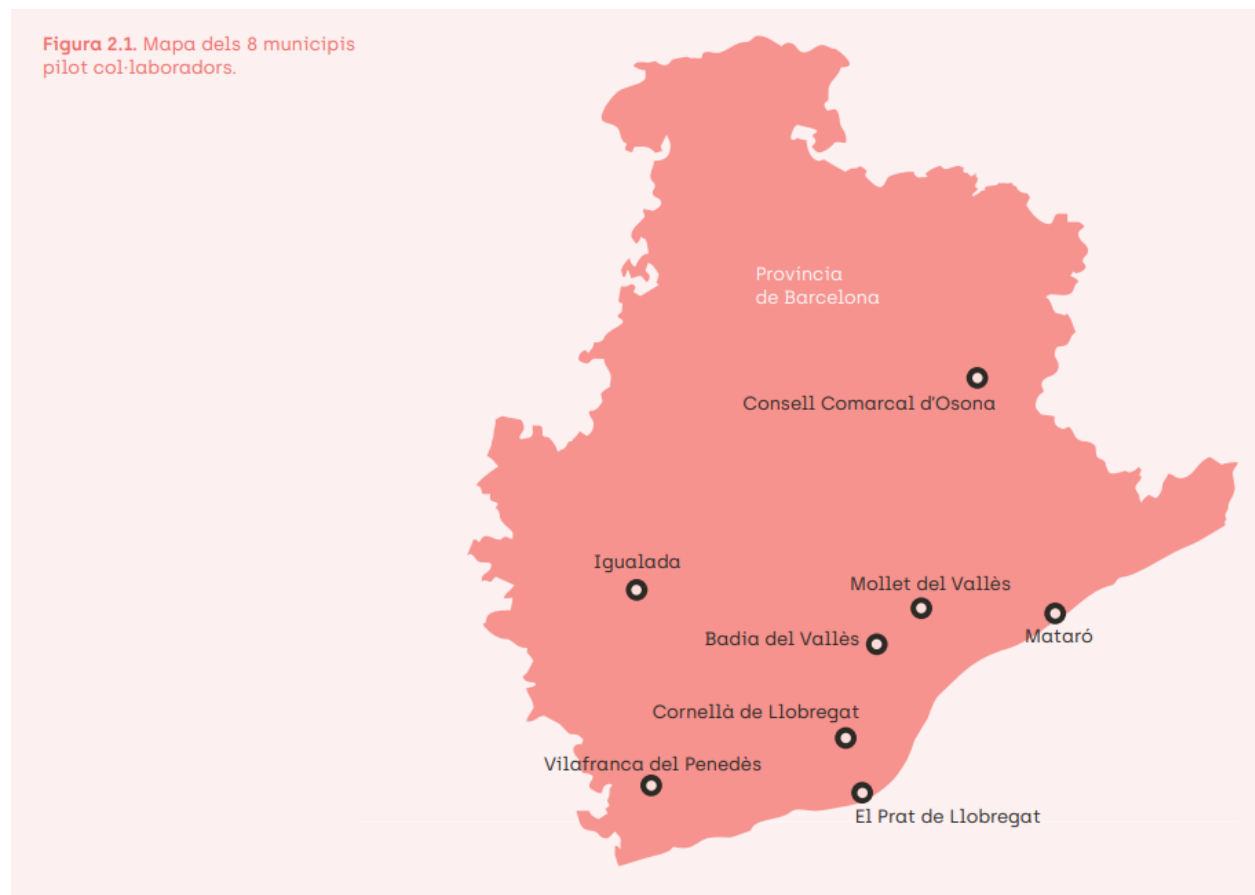 Figura 2.1. Mapa dels 8 municipis
pilot col·laboradors.
Província
de Barcelona
Consell Comarcal d'Osona
Igualada
Mollet del Vallès
Badia del Vallès
Mataró
Cornellà de Llobregat
Vilafranca del Penedès
El Prat de Llobregat